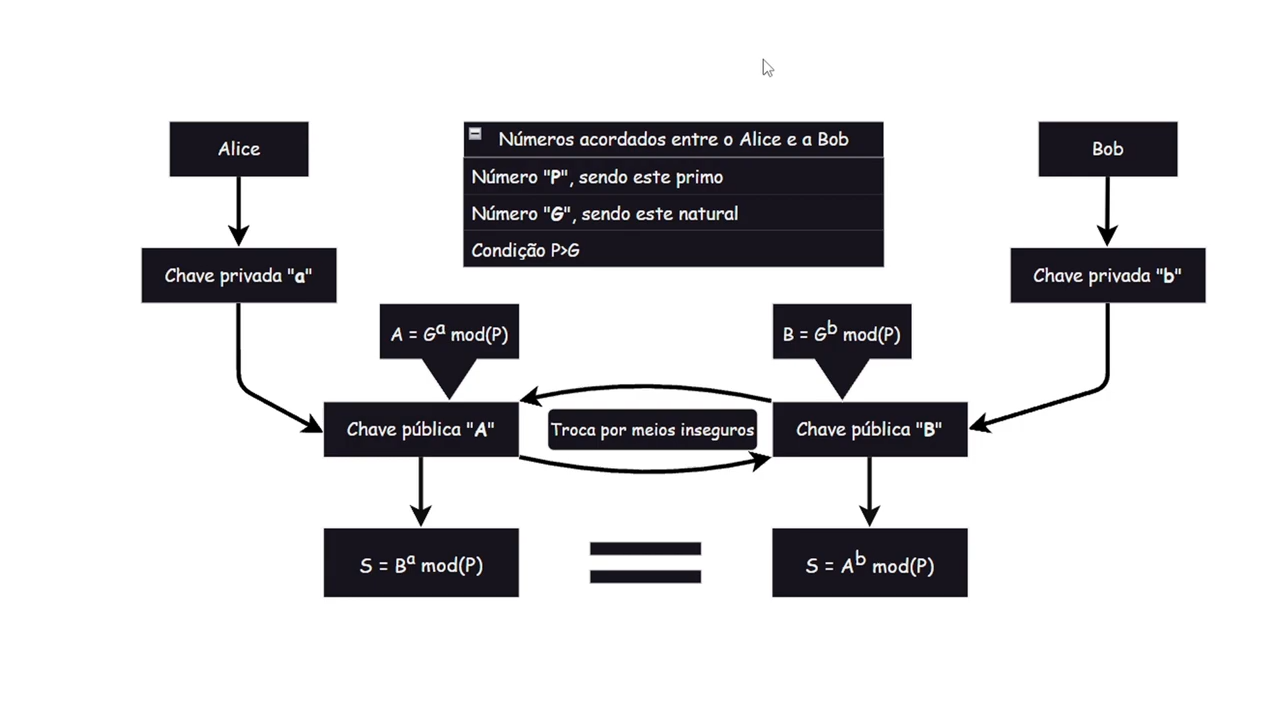 Alice
Números acordados entre o Alice e a Bob
Bob
Número "P", sendo este primo
Número "G", sendo este natural
Condição P>G
Chave privada "a"
Chave privada "b"
A = Gᵃ mod(P)
B = Gᵇ mod(P)
Chave pública "A"
Troca por meios inseguros
Chave pública "B"
S = Bᵃ mod(P)
S = Aᵇ mod(P)